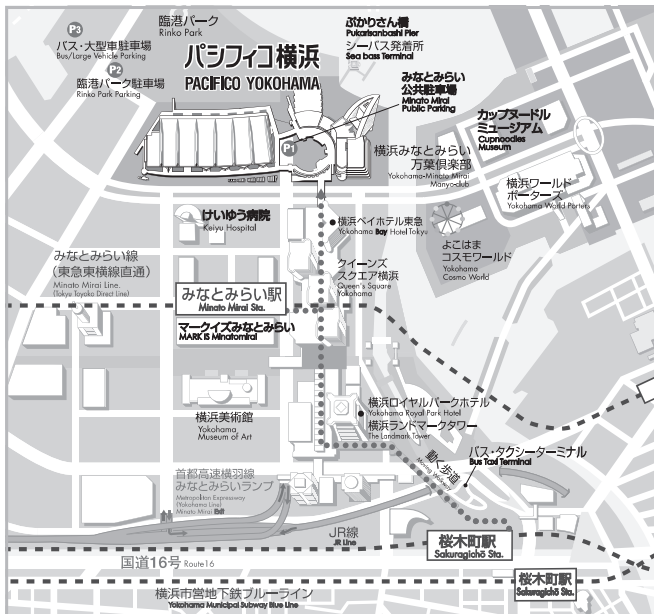 臨港パーク
Rinko Park
P3
バス・大型車駐車場
Bus/Large Vehicle Parking
P2
臨港パーク駐車場
Rinko Park Parking
パシフィコ横浜
PACIFICO YOKOHAMA
ぷかりさん橋
Pukarisanbashi Pier
シーバス発着所
Sea bass Terminal
みなとみらい
公共駐車場
Minato Mirai
Public Parking
P1
カップヌードル
ミュージアム
Cupnoodles
Museum
横浜みなとみらい
万葉倶楽部
Yokohama-Minato Mirai
Manyo-club
横浜ワールド
ポーターズ
Yokohama World Porters
けいゆう病院
Keiyu Hospital
横浜ベイホテル東急
Yokohama Bay Hotel Tokyu
よこはま
コスモワールド
Yokohama
Cosmo World
みなとみらい線
(東急東横線直通)
Minato Mirai Line.
(Tokyu Toyoko Direct Line)
クイーンズ
スクエア横浜
Queen's Square
Yokohama
みなとみらい駅
Minato Mirai Sta.
マークイズみなとみらい
MARK IS Minatomirai
横浜美術館
Yokohama
Museum of Art
横浜ロイヤルパークホテル
Yokohama Royal Park Hotel
横浜ランドマークタワー
The Landmark Tower
動く歩道
Moving Walkway
バス・タクシーターミナル
Bus Taxi Terminal
首都高速横羽線
みなとみらいランプ
Metropolitan Expressway
(Yokohama Line)
Minato Mirai Exit
JR線
JR Line
桜木町駅
Sakuragichō Sta.
国道16号 Route16
桜木町駅
Sakuragichō Sta.
横浜市営地下鉄ブルーライン
Yokohama Municipal Subway Blue Line